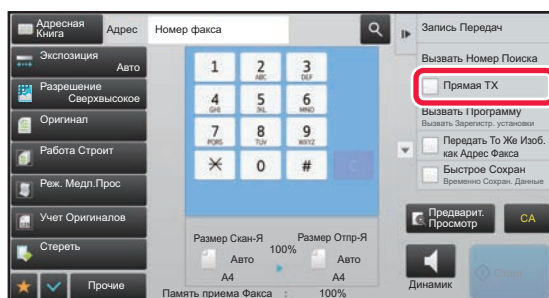 Адресная
Книга
Адрес
Номер факса
Запись Передач
Экспозиция
Авто
Разрешение
Сверхвысокое
Оригинал
Работа Строит
Реж. Медл.Прос
Учет Оригиналов
Стереть
Прочие
1
2
ABC
3
DEF
4
GHI
5
JKL
6
MNO
7
PQRS
8
TUV
9
WXYZ
0
#
C
Размер Скан-Я
100%
Размер Отпр-Я
Авто
A4
Авто
A4
Память приема Факса : 100%
Вызвать Номер Поиска
Прямая TX
Вызвать Программу
Вызвать Зарегистр. установки
Передать То Же Изоб.
как Адрес Факса
Быстрое Сохран
Временно Сохран. Данные
Предварит.
Просмотр
CA
Динамик
Старт